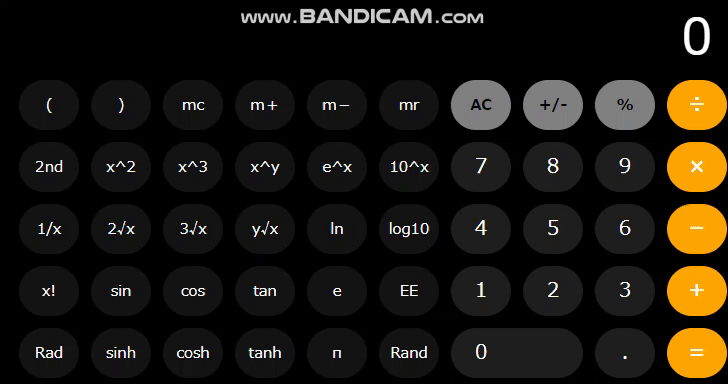 www.BANDICAM.com
0
( ) mc m+ m− mr AC +/- % ÷
2nd x^2 x^3 x^y e^x 10^x 7 8 9 ×
1/x 2√x 3√x y√x ln log10 4 5 6 −
x! sin cos tan e EE 1 2 3 +
Rad sinh cosh tanh п Rand 0 . =